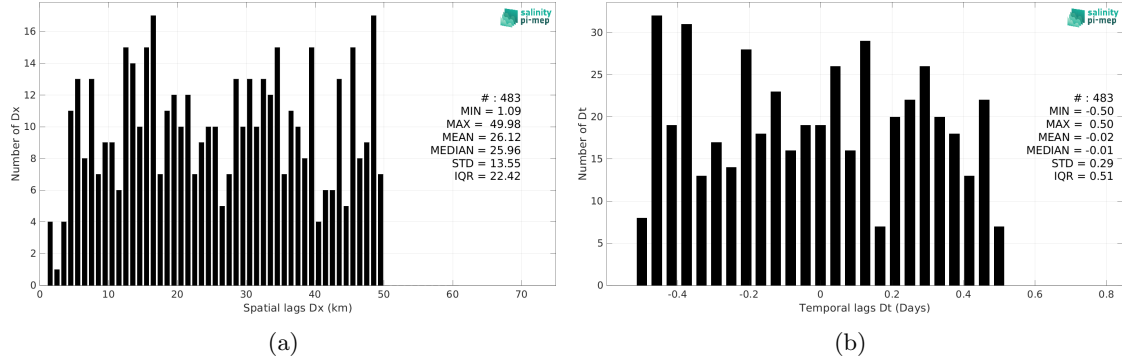 salinity
pi-mep
16
14
12
10
8
6
4
2
0
Number of Dx
# : 483
MIN = 1.09
MAX = 49.98
MEAN = 26.12
MEDIAN = 25.96
STD = 13.55
IQR = 22.42
0 10 20 30 40 50 60 70
Spatial lags Dx (km)
(a)
salinity
pi-mep
30
25
20
15
10
5
0
Number of Dt
# : 483
MIN = -0.50
MAX = 0.50
MEAN = -0.02
MEDIAN = -0.01
STD = 0.29
IQR = 0.51
-0.4 -0.2 0 0.2 0.4 0.6 0.8
Temporal lags Dt (Days)
(b)